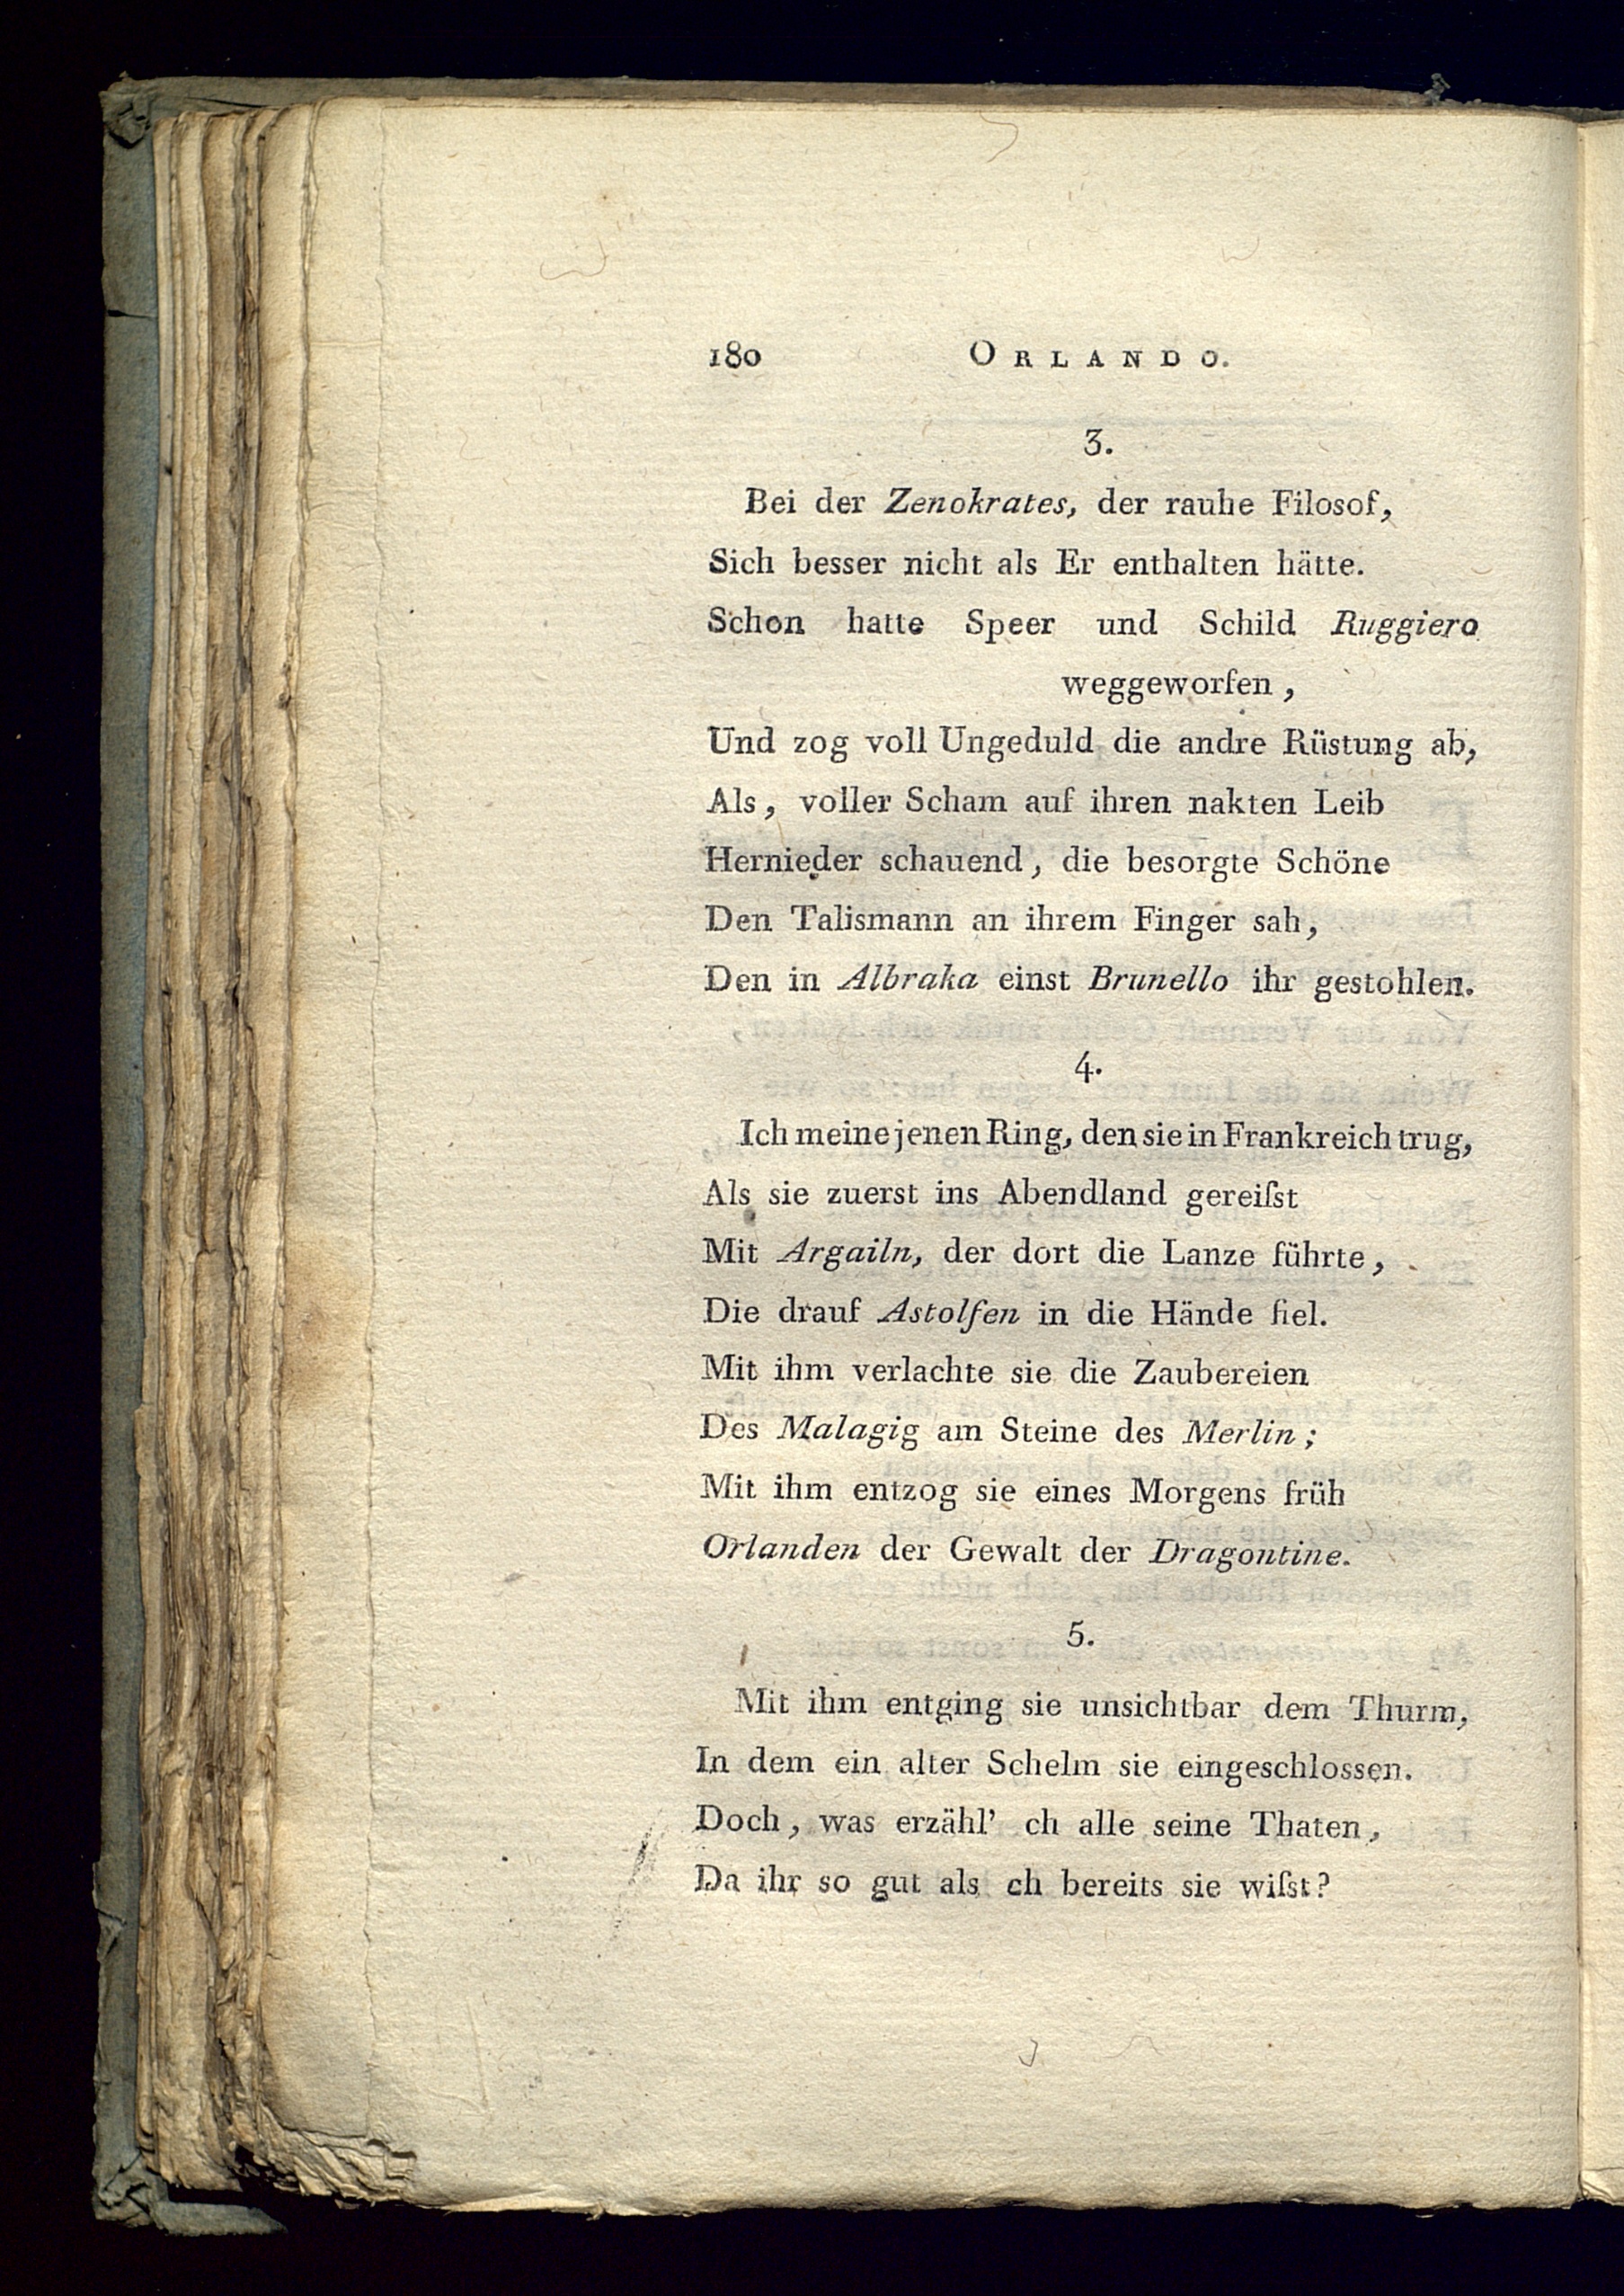 180 ORLANDO.
3.
Bei der Zenokrates, der rauhe Filosof,
Sich besser nicht als Er enthalten hätte.
Schon hatte Speer und Schild Ruggiero
weggeworfen,
Und zog voll Ungeduld die andre Rüstung ab,
Als, voller Scham auf ihren nakten Leib
Hernieder schauend, die besorgte Schöne
Den Talismann an ihrem Finger sah,
Den in Albraka einst Brunello ihr gestohlen.
4.
Ich meine jenen Ring, den sie in Frankreich trug,
Als sie zuerst ins Abendland gereiſst
Mit Argailn, der dort die Lanze führte,
Die drauf Astolfen in die Hände fiel.
Mit ihm verlachte sie die Zaubereien
Des Malagig am Steine des Merlin;
Mit ihm entzog sie eines Morgens früh
Orlanden der Gewalt der Dragontine.
5.
Mit ihm entging sie unsichtbar dem Thurm,
In dem ein alter Schelm sie eingeschlossen.
Doch, was erzähl' ch alle seine Thaten,
Da ihr so gut als ch bereits sie wiſst?